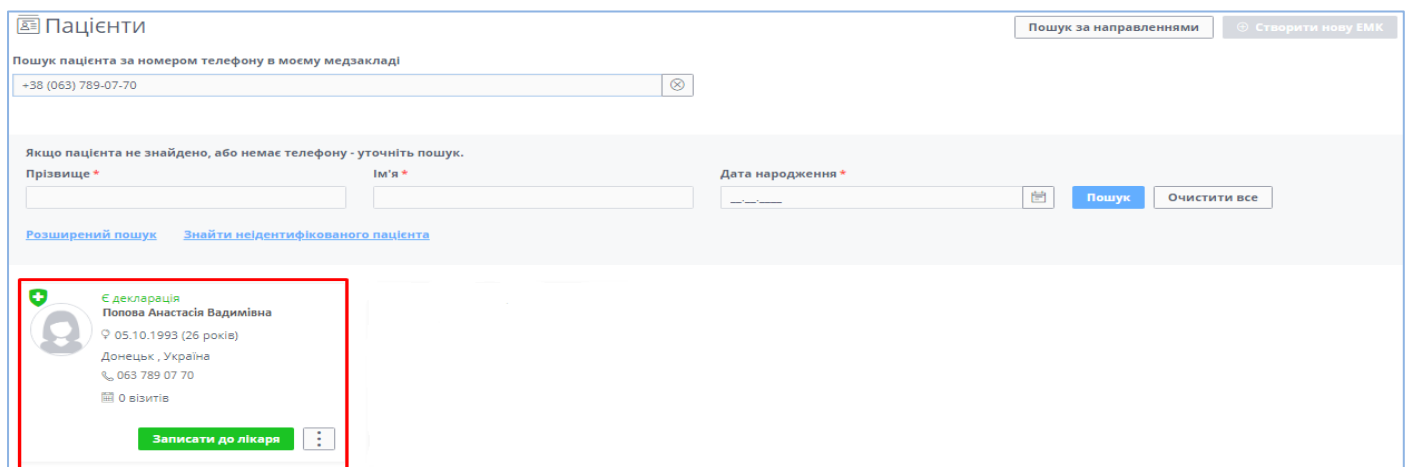 Пацієнти
Пошук за направленнями
Створити нову ЕМК
Пошук пацієнта за номером телефону в моєму медзакладі
+38 (063) 789-07-70
Якщо пацієнта не знайдено, або немає телефону - уточніть пошук.
Прізвище * Ім'я * Дата народження *
__.__.____ Пошук Очистити все
Розширений пошук Знайти неідентифікованого пацієнта
Є декларація
Попова Анастасія Вадимівна
05.10.1993 (26 років)
Донецьк , Україна
063 789 07 70
0 візитів
Записати до лікаря